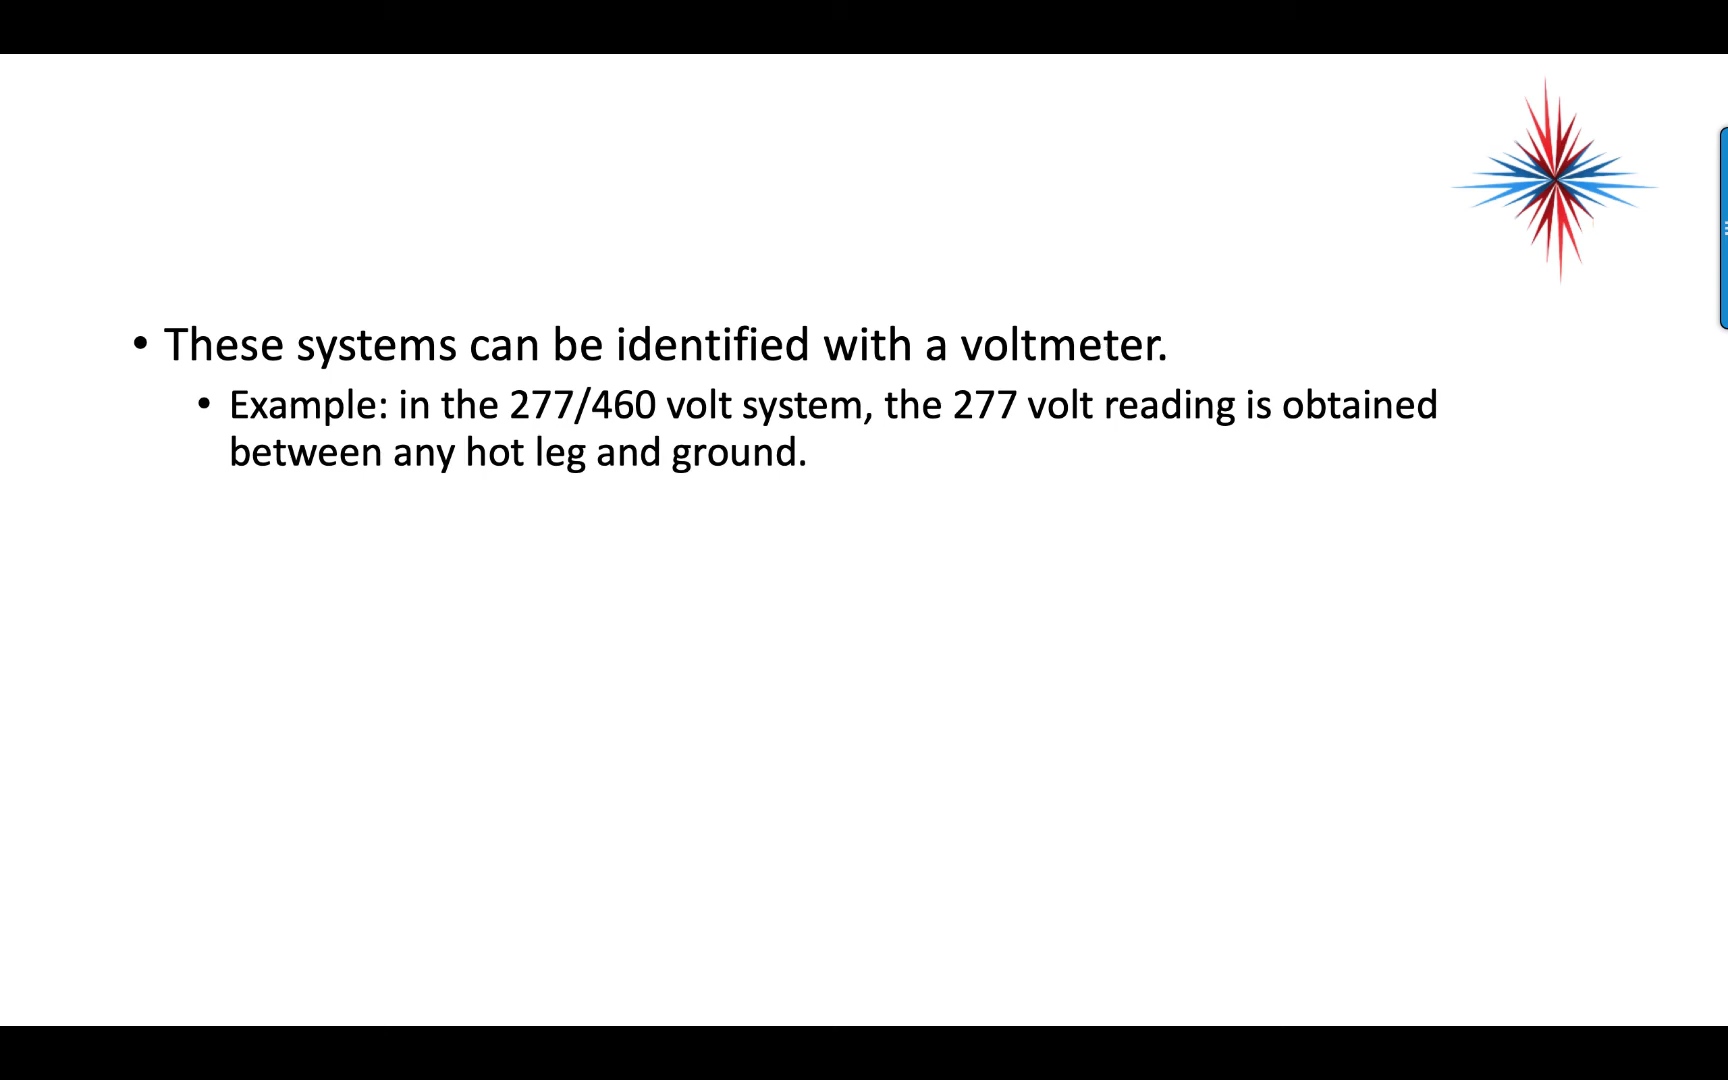 • These systems can be identified with a voltmeter.
• Example: in the 277/460 volt system, the 277 volt reading is obtained
between any hot leg and ground.